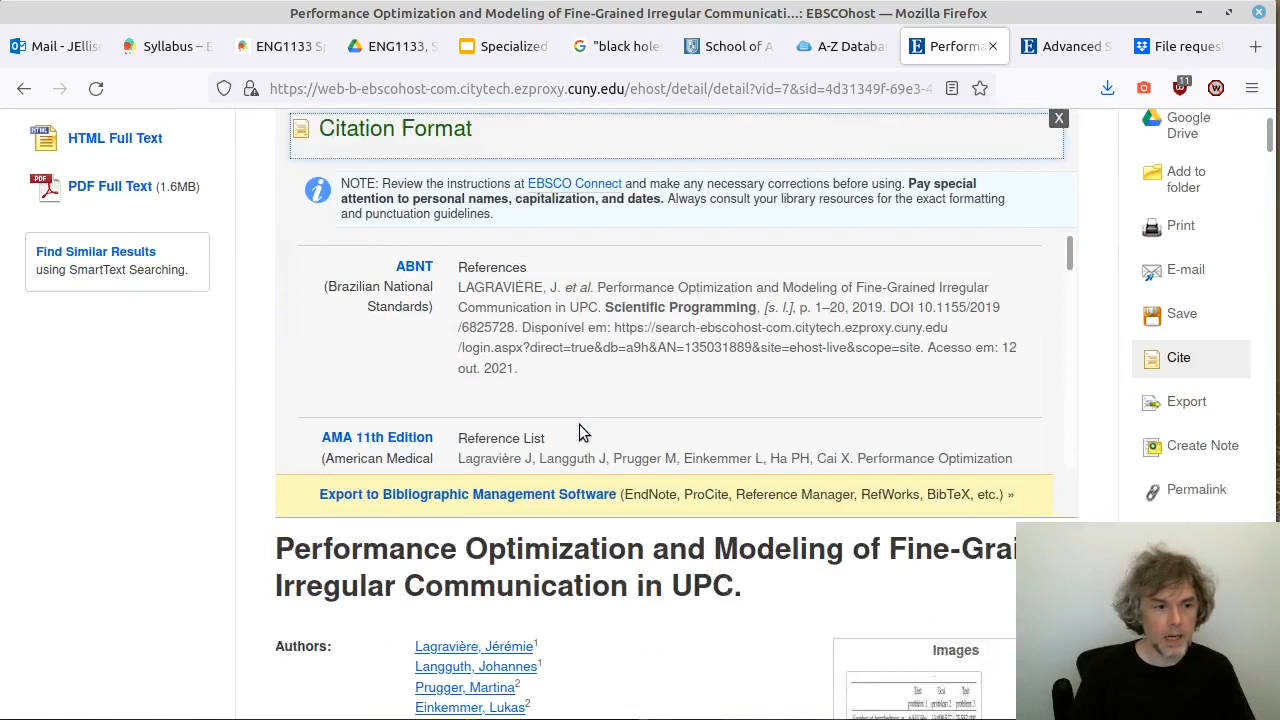 Performance Optimization and Modeling of Fine-Grained Irregular Communicati...: EBSCOhost — Mozilla Firefox
Mail - JEllis
Syllabus – E
ENG1133 S
ENG1133, S
Specialized
"black hole
School of A
A-Z Databa
Performa
Advanced S
File reques
https://web-b-ebscohost-com.citytech.ezproxy.cuny.edu/ehost/detail/detail?vid=7&sid=4d31349f-69e3-4
11
HTML
HTML Full Text
PDF
PDF Full Text (1.6MB)
Find Similar Results
using SmartText Searching.
Citation Format
X
NOTE: Review the instructions at EBSCO Connect and make any necessary corrections before using. Pay special
attention to personal names, capitalization, and dates. Always consult your library resources for the exact formatting
and punctuation guidelines.
ABNT
(Brazilian National
Standards)
References
LAGRAVIÈRE, J. et al. Performance Optimization and Modeling of Fine-Grained Irregular
Communication in UPC. Scientific Programming, [s. l.], p. 1–20, 2019. DOI 10.1155/2019
/6825728. Disponível em: https://search-ebscohost-com.citytech.ezproxy.cuny.edu
/login.aspx?direct=true&db=a9h&AN=135031889&site=ehost-live&scope=site. Acesso em: 12
out. 2021.
AMA 11th Edition
(American Medical
Reference List
Lagravière J, Langguth J, Prugger M, Einkemmer L, Ha PH, Cai X. Performance Optimization
Export to Bibliographic Management Software (EndNote, ProCite, Reference Manager, RefWorks, BibTeX, etc.) »
Performance Optimization and Modeling of Fine-Grai
Irregular Communication in UPC.
Authors:
Lagravière, Jérémie1
Langguth, Johannes1
Prugger, Martina2
Einkemmer, Lukas2
Images
Google
Drive
Add to
folder
Print
E-mail
Save
Cite
Export
Create Note
Permalink